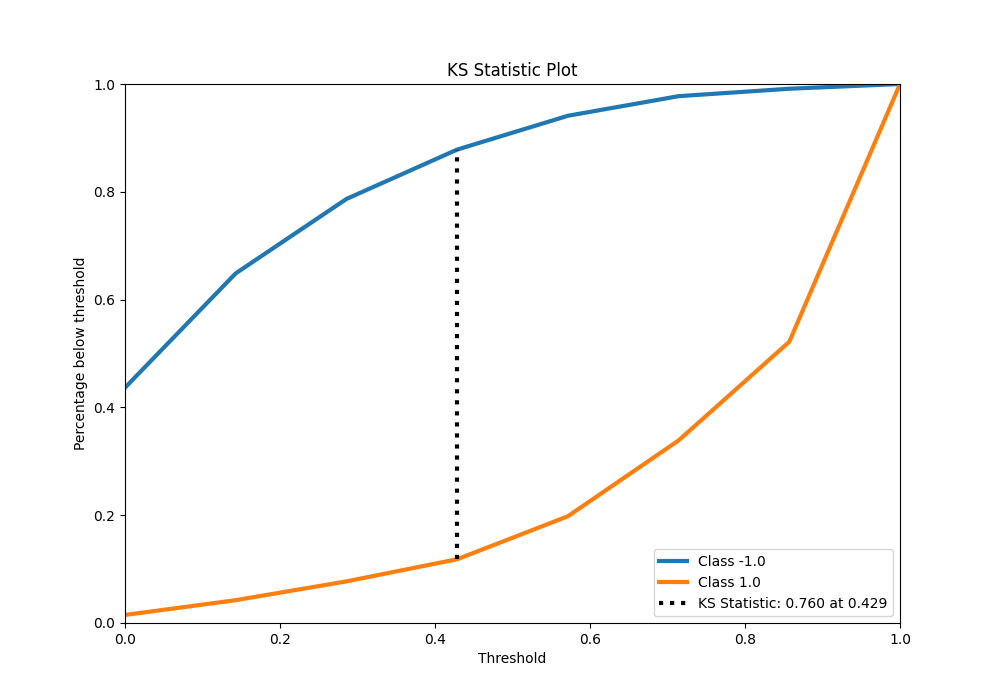 KS Statistic Plot
1.0
0.8
0.6
0.4
0.2
0.0
Percentage below threshold
0.0 0.2 0.4 0.6 0.8 1.0
Threshold
Class -1.0
Class 1.0
KS Statistic: 0.760 at 0.429